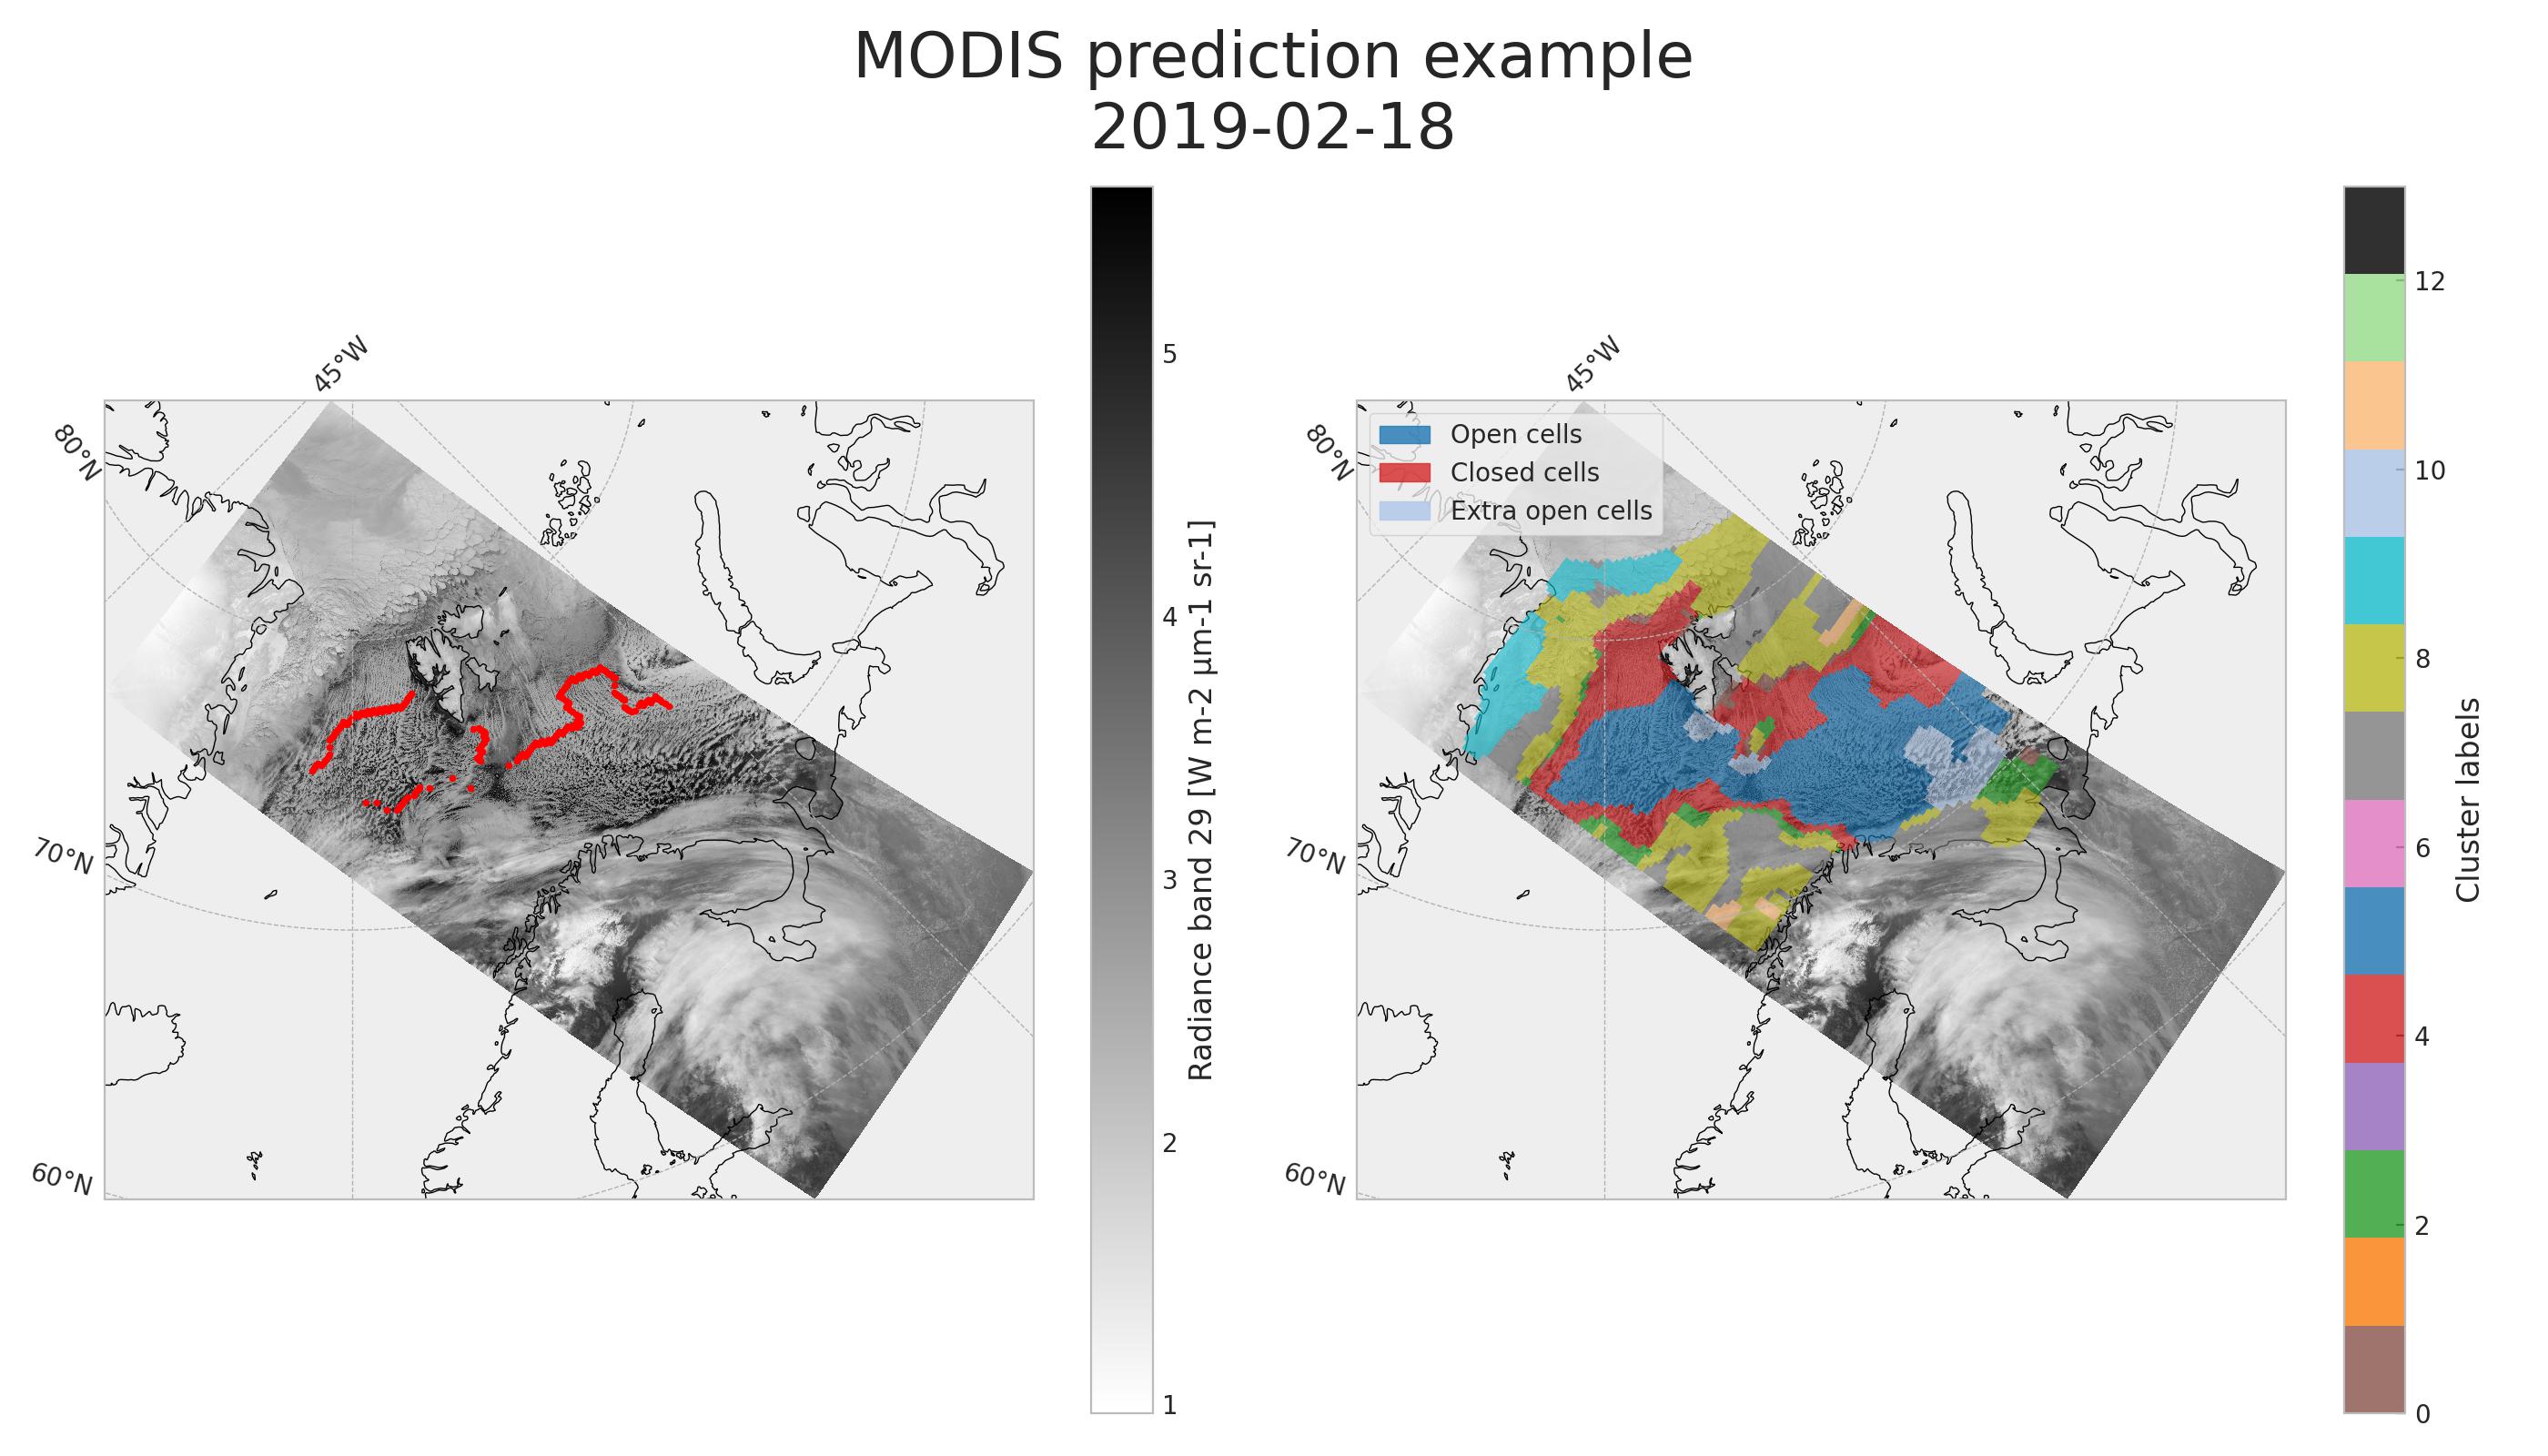 MODIS prediction example
2019-02-18
45°W
80°N
70°N
60°N
5
4
3
2
1
Radiance band 29 [W m-2 µm-1 sr-1]
45°W
80°N
70°N
60°N
Open cells
Closed cells
Extra open cells
12
10
8
6
4
2
0
Cluster labels